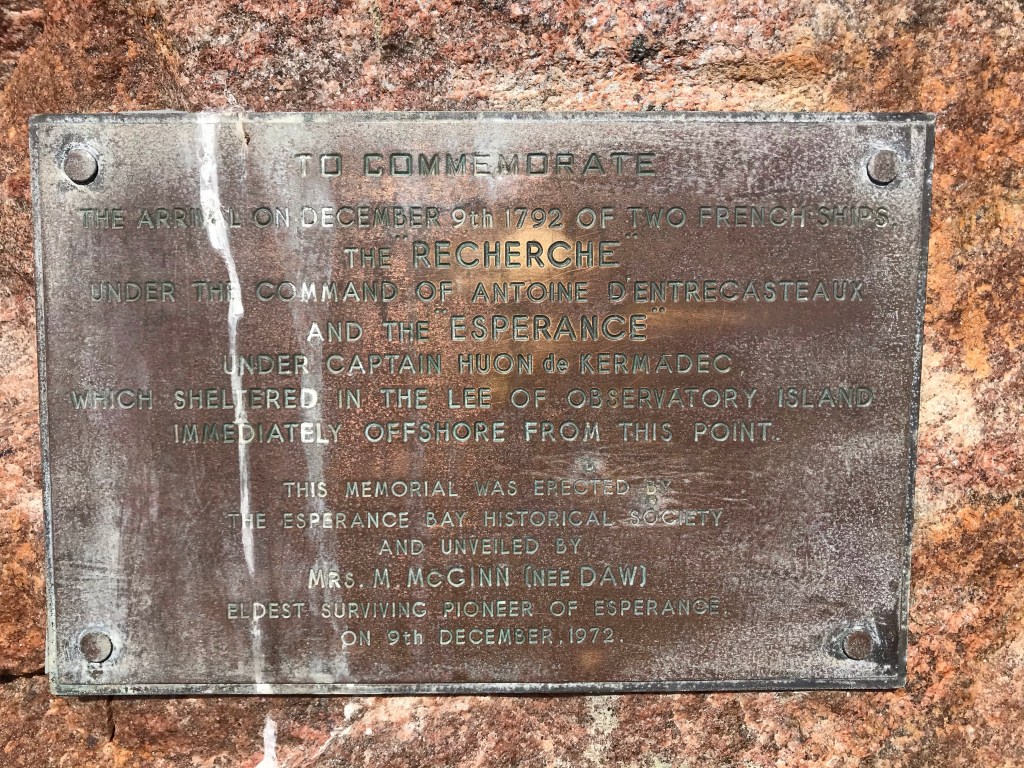 TO COMMEMORATE
THE ARRIVAL ON DECEMBER 9th 1792 OF TWO FRENCH SHIPS,
THE "RECHERCHE"
UNDER THE COMMAND OF ANTOINE D'ENTRECASTEAUX
AND THE "ESPERANCE"
UNDER CAPTAIN HUON de KERMADEC,
WHICH SHELTERED IN THE LEE OF OBSERVATORY ISLAND
IMMEDIATELY OFFSHORE FROM THIS POINT.
THIS MEMORIAL WAS ERECTED BY
THE ESPERANCE BAY HISTORICAL SOCIETY
AND UNVEILED BY
MRS. M. McGINN (NEE DAW)
ELDEST SURVIVING PIONEER OF ESPERANCE,
ON 9th DECEMBER, 1972.